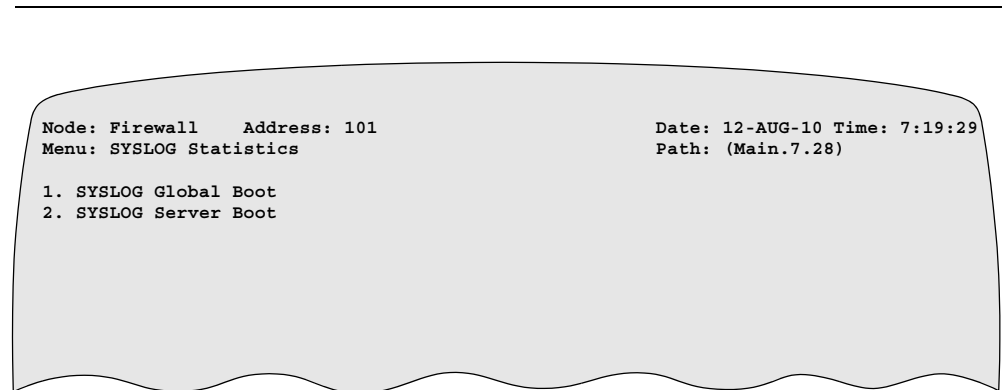 Node: Firewall    Address: 101    Date: 12-AUG-10 Time: 7:19:29
Menu: SYSLOG Statistics    Path: (Main.7.28)
1. SYSLOG Global Boot
2. SYSLOG Server Boot